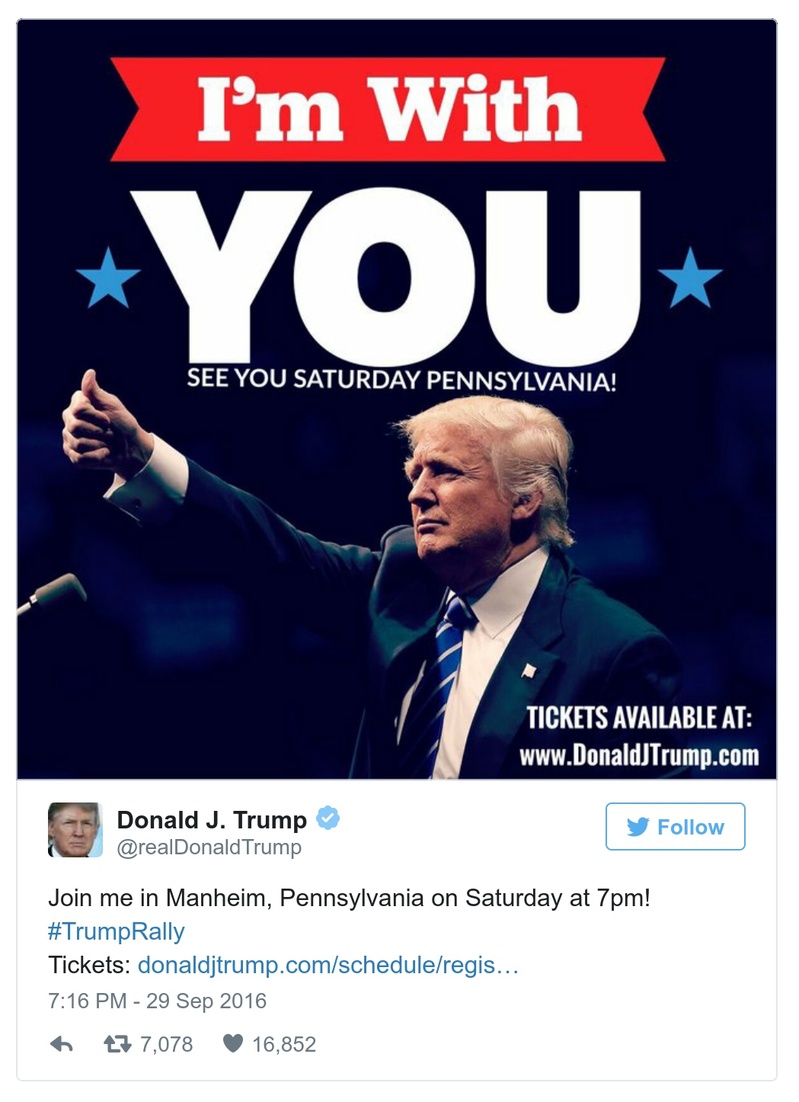 I'm With
YOU
SEE YOU SATURDAY PENNSYLVANIA!
TICKETS AVAILABLE AT:
www.DonaldJTrump.com
Donald J. Trump
@realDonaldTrump
Follow
Join me in Manheim, Pennsylvania on Saturday at 7pm!
#TrumpRally
Tickets: donaldjtrump.com/schedule/regis…
7:16 PM - 29 Sep 2016
7,078 16,852